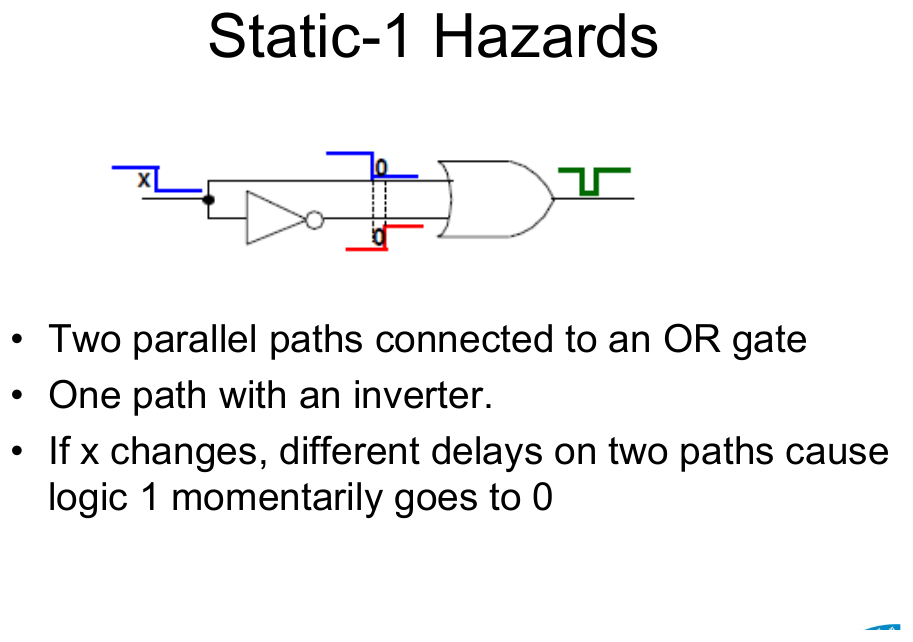 Static-1 Hazards
0
x
0
• Two parallel paths connected to an OR gate
• One path with an inverter.
• If x changes, different delays on two paths cause
logic 1 momentarily goes to 0